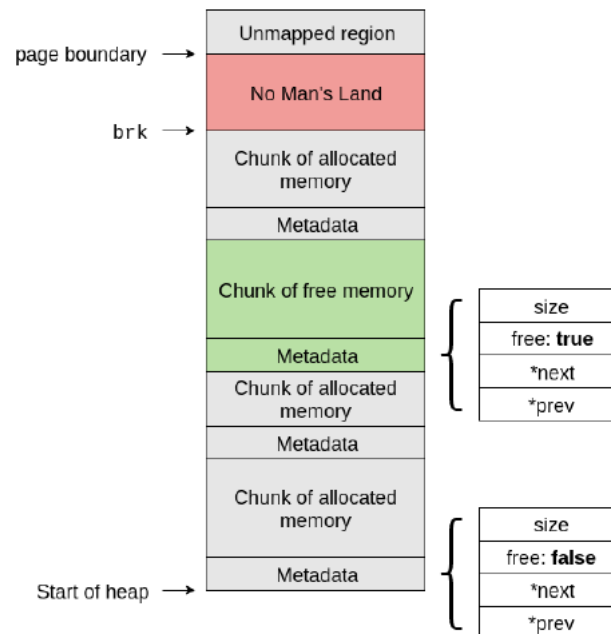 Unmapped region
page boundary
No Man's Land
brk
Chunk of allocated
memory
Metadata
Chunk of free memory
size
free: true
Metadata
*next
Chunk of allocated
memory
*prev
Metadata
Chunk of allocated
memory
size
free: false
Metadata
*next
Start of heap
*prev